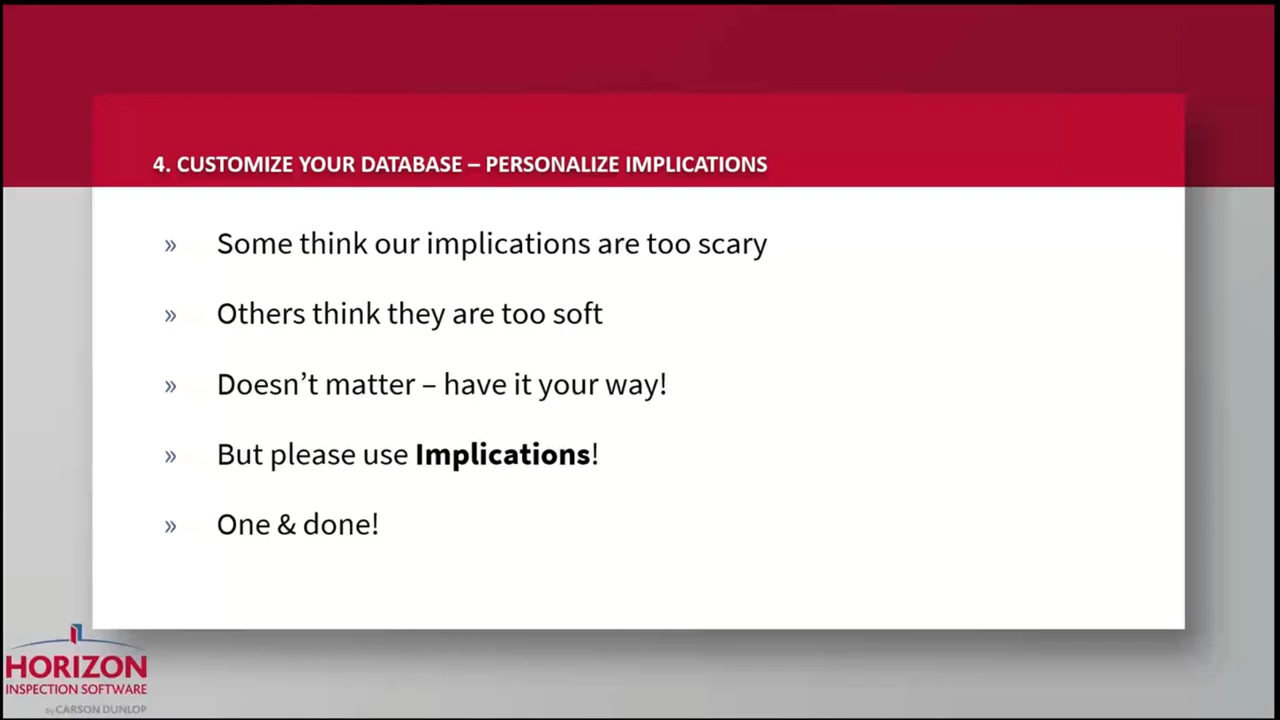 4. CUSTOMIZE YOUR DATABASE – PERSONALIZE IMPLICATIONS
» Some think our implications are too scary
» Others think they are too soft
» Doesn’t matter – have it your way!
» But please use Implications!
» One & done!
HORIZON
INSPECTION SOFTWARE
by CARSON DUNLOP